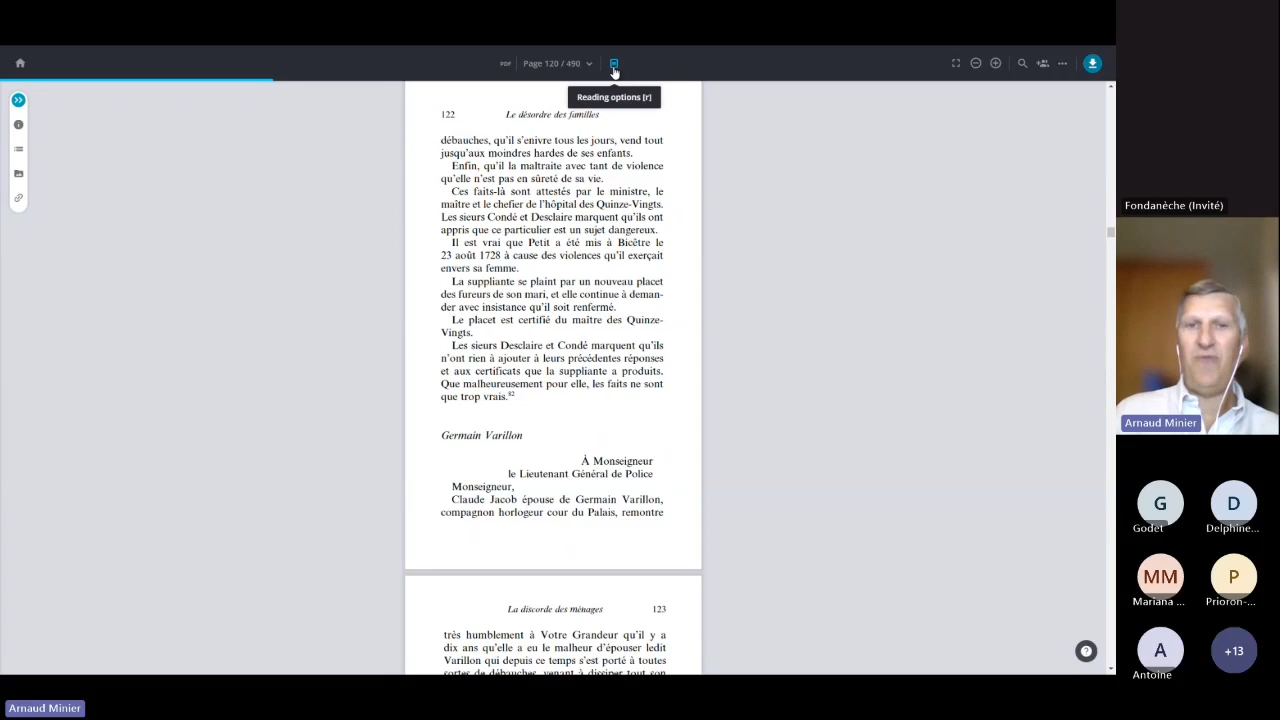 PDF
Page 120 / 490
Reading options [r]
122
Le désordre des familles
débauches, qu'il s'enivre tous les jours, vend tout
jusqu'aux moindres hardes de ses enfants.
Enfin, qu'il la maltraite avec tant de violence
qu'elle n'est pas en sûreté de sa vie.
Ces faits-là sont attestés par le ministre, le
maître et le chefier de l'hôpital des Quinze-Vingts.
Les sieurs Condé et Desclaire marquent qu'ils ont
appris que ce particulier est un sujet dangereux.
Il est vrai que Petit a été mis à Bicêtre le
23 août 1728 à cause des violences qu'il exerçait
envers sa femme.
La suppliante se plaint par un nouveau placet
des fureurs de son mari, et elle continue à deman-
der avec insistance qu'il soit renfermé.
Le placet est certifié du maître des Quinze-
Vingts.
Les sieurs Desclaire et Condé marquent qu'ils
n'ont rien à ajouter à leurs précédentes réponses
et aux certificats que la suppliante a produits.
Que malheureusement pour elle, les faits ne sont
que trop vrais.82
Germain Varillon
À Monseigneur
le Lieutenant Général de Police
Monseigneur,
Claude Jacob épouse de Germain Varillon,
compagnon horlogeur cour du Palais, remontre
La discorde des ménages
123
très humblement à Votre Grandeur qu'il y a
dix ans qu'elle a eu le malheur d'épouser ledit
Varillon qui depuis ce temps s'est porté à toutes
sortes de débauches, venant à dissiper tout son
Fondanèche (Invité)
Arnaud Minier
G
Godet
D
Delphine...
MM
Mariana ...
P
Prioron-...
A
Antoine
+13
Arnaud Minier